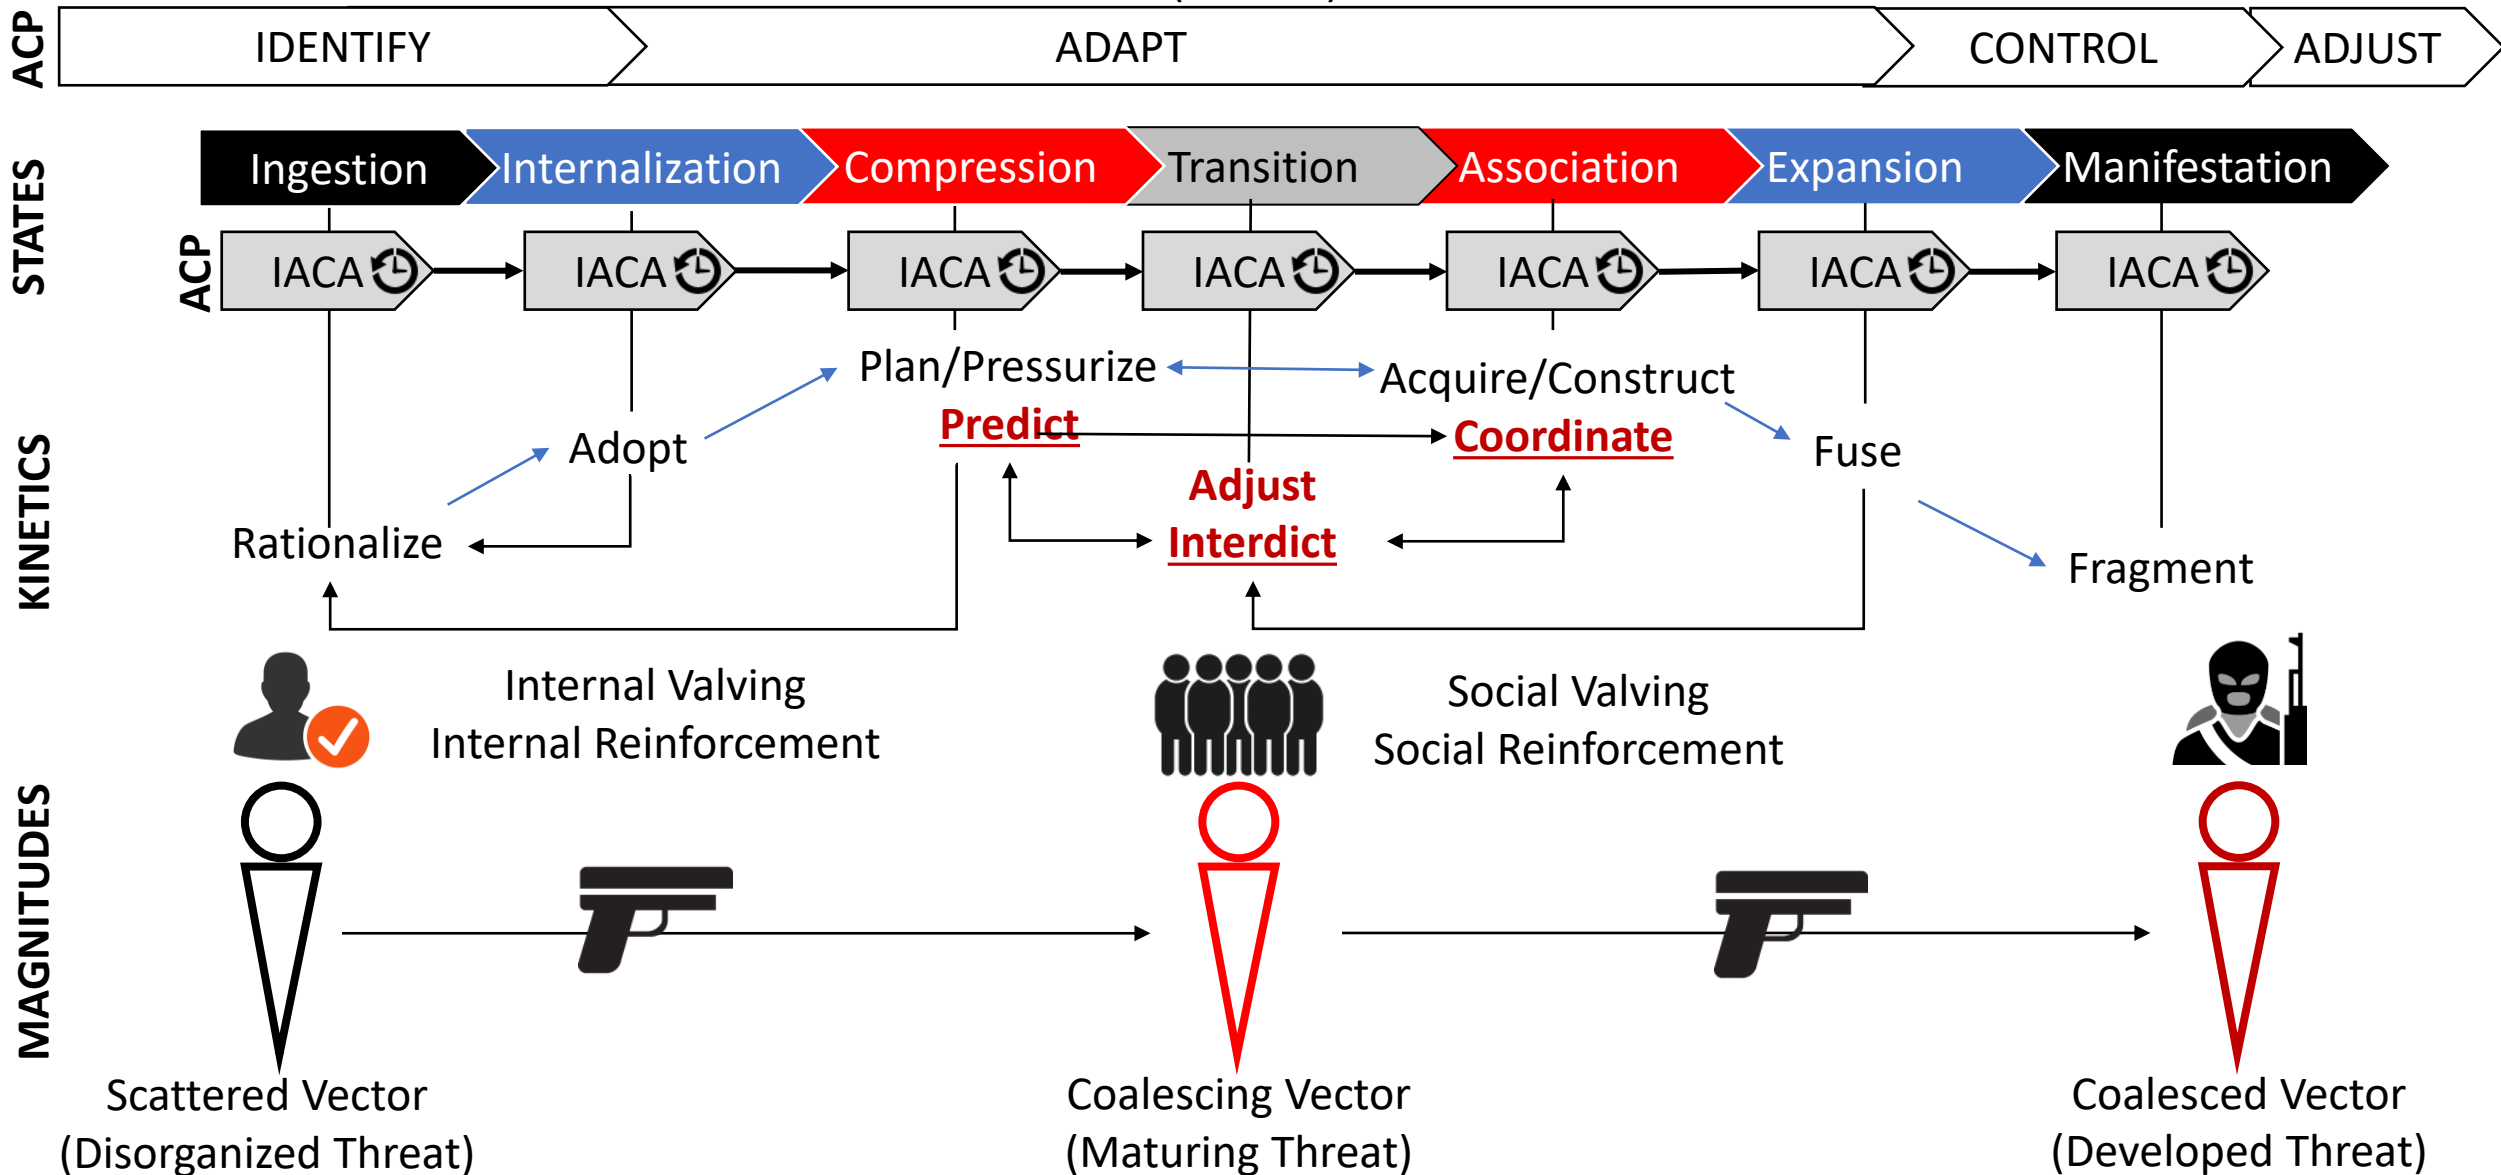 ACP
IDENTIFY
ADAPT
CONTROL
ADJUST
STATES
Ingestion
Internalization
Compression
Transition
Association
Expansion
Manifestation
ACP
IACA
IACA
IACA
IACA
IACA
IACA
IACA
KINETICS
Rationalize
Adopt
Plan/Pressurize
Predict
Adjust
Interdict
Acquire/Construct
Coordinate
Fuse
Fragment
Internal Valving
Internal Reinforcement
Social Valving
Social Reinforcement
MAGNITUDES
Scattered Vector
(Disorganized Threat)
Coalescing Vector
(Maturing Threat)
Coalesced Vector
(Developed Threat)